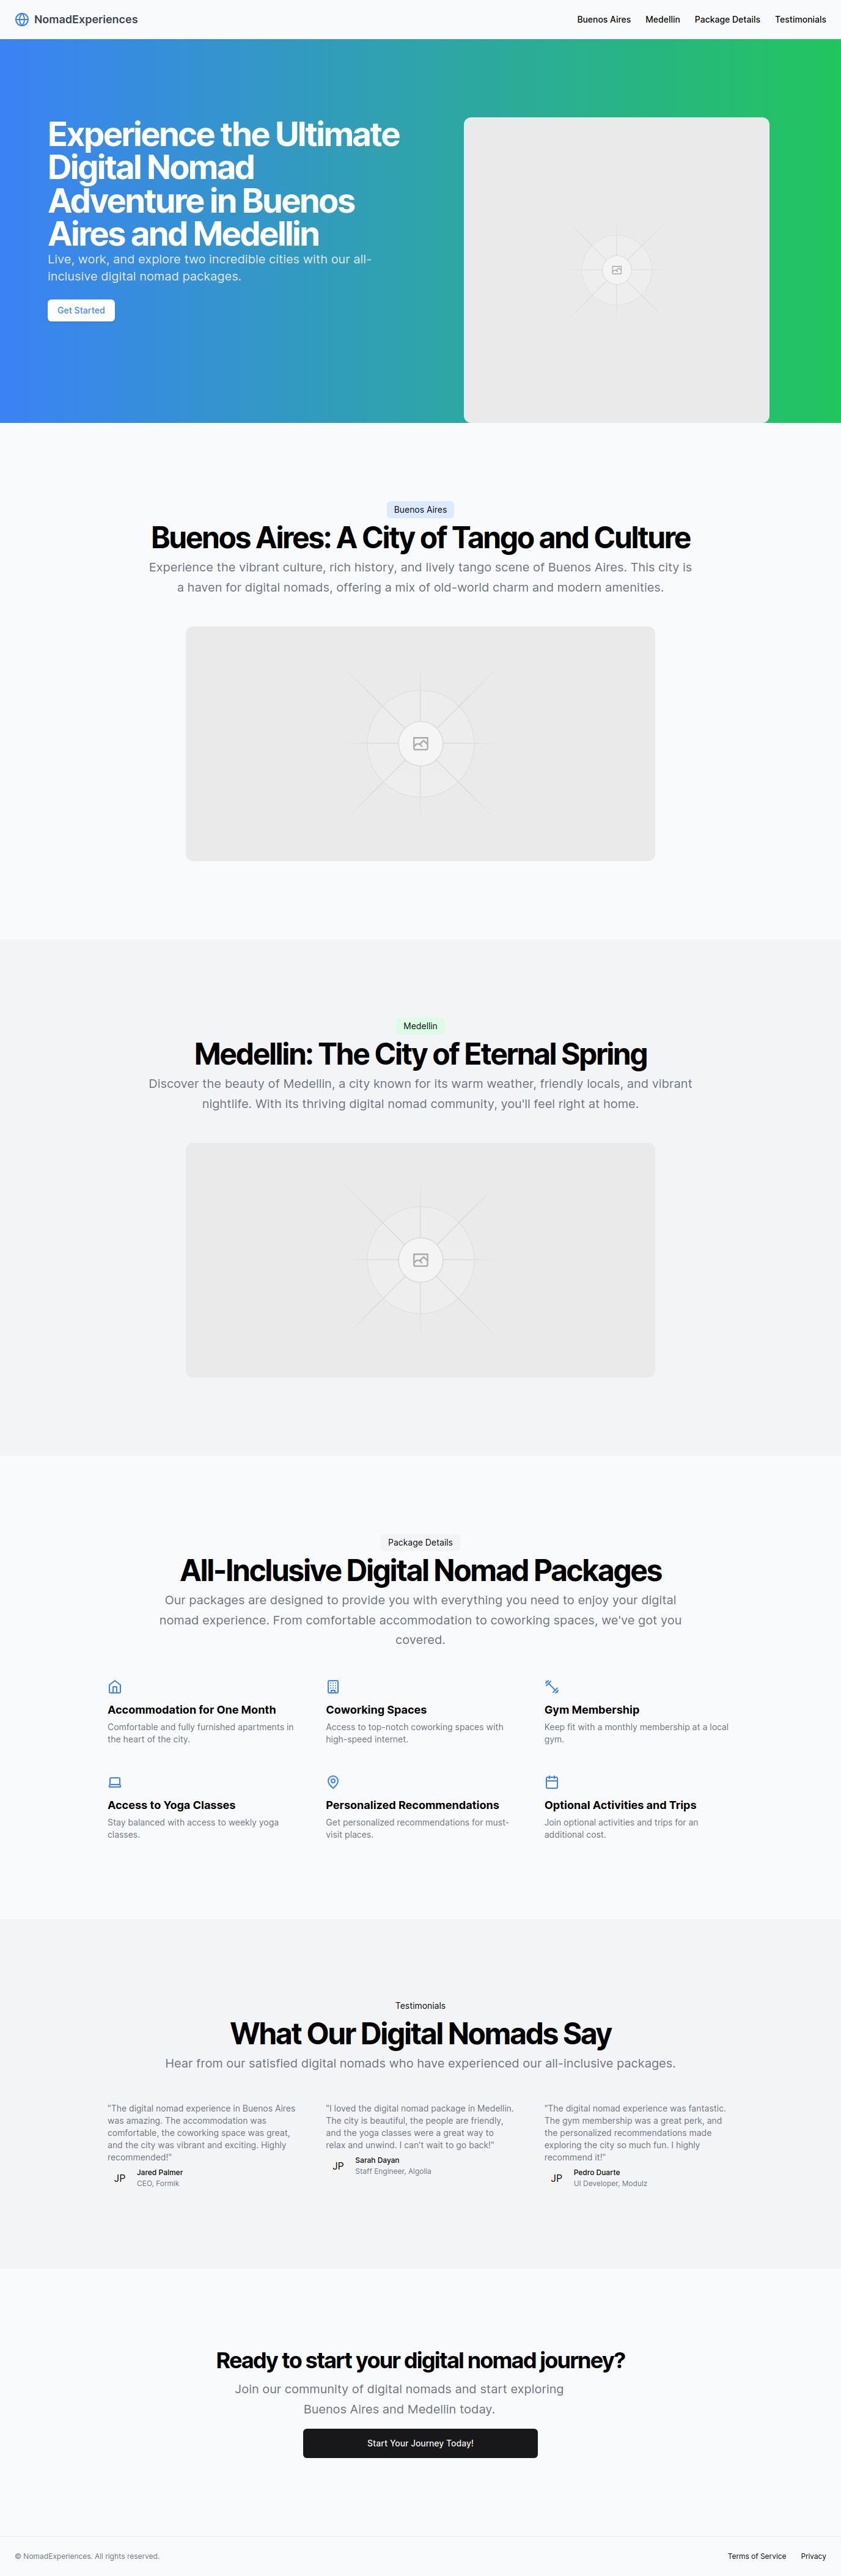 NomadExperiences
Buenos Aires
Medellin
Package Details
Testimonials
Experience the Ultimate
Digital Nomad
Adventure in Buenos
Aires and Medellin
Live, work, and explore two incredible cities with our all-
inclusive digital nomad packages.
Get Started
Buenos Aires
Buenos Aires: A City of Tango and Culture
Experience the vibrant culture, rich history, and lively tango scene of Buenos Aires. This city is
a haven for digital nomads, offering a mix of old-world charm and modern amenities.
Medellin
Medellin: The City of Eternal Spring
Discover the beauty of Medellin, a city known for its warm weather, friendly locals, and vibrant
nightlife. With its thriving digital nomad community, you'll feel right at home.
Package Details
All-Inclusive Digital Nomad Packages
Our packages are designed to provide you with everything you need to enjoy your digital
nomad experience. From comfortable accommodation to coworking spaces, we've got you
covered.
Accommodation for One Month
Comfortable and fully furnished apartments in
the heart of the city.
Coworking Spaces
Access to top-notch coworking spaces with
high-speed internet.
Gym Membership
Keep fit with a monthly membership at a local
gym.
Access to Yoga Classes
Stay balanced with access to weekly yoga
classes.
Personalized Recommendations
Get personalized recommendations for must-
visit places.
Optional Activities and Trips
Join optional activities and trips for an
additional cost.
Testimonials
What Our Digital Nomads Say
Hear from our satisfied digital nomads who have experienced our all-inclusive packages.
"The digital nomad experience in Buenos Aires
was amazing. The accommodation was
comfortable, the coworking space was great,
and the city was vibrant and exciting. Highly
recommended!"
JP
Jared Palmer
CEO, Formik
"I loved the digital nomad package in Medellin.
The city is beautiful, the people are friendly,
and the yoga classes were a great way to
relax and unwind. I can't wait to go back!"
JP
Sarah Dayan
Staff Engineer, Algolia
"The digital nomad experience was fantastic.
The gym membership was a great perk, and
the personalized recommendations made
exploring the city so much fun. I highly
recommend it!"
JP
Pedro Duarte
UI Developer, Modulz
Ready to start your digital nomad journey?
Join our community of digital nomads and start exploring
Buenos Aires and Medellin today.
Start Your Journey Today!
© NomadExperiences. All rights reserved.
Terms of Service
Privacy